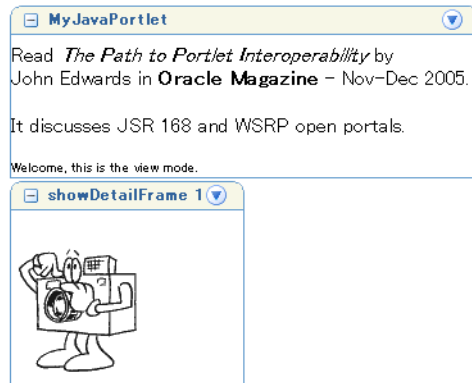 MyJavaPortlet
Read The Path to Portlet Interoperability by
John Edwards in Oracle Magazine – Nov-Dec 2005.
It discusses JSR 168 and WSRP open portals.
Welcome, this is the view mode.
showDetailFrame 1